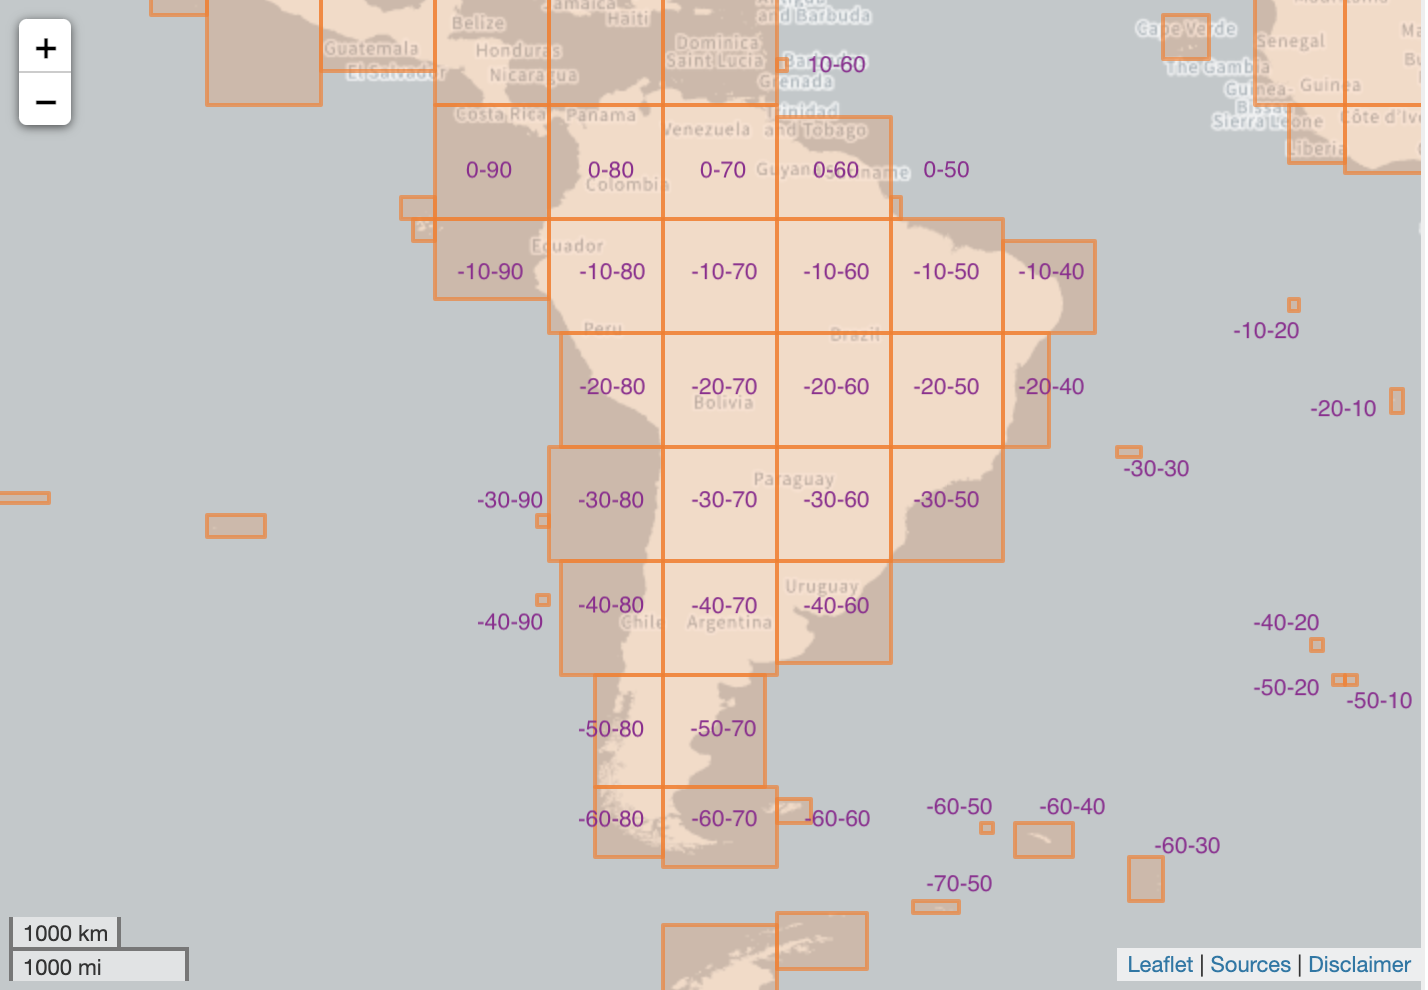 +
−
Jamaica
Haiti
and Barbuda
Belize
Guatemala
Honduras
El Salvador
Nicaragua
Dominica
Saint Lucia
Barbados
10-60
Grenada
Cape Verde
Senegal
The Gambia
Guinea-
Guinea
Bissau
Sierra Leone
Côte d'Iv
Liberia
Costa Rica
Panama
Trinidad
Venezuela
and Tobago
0-90
0-80
0-70
Guyana
0-60
Suriname
0-50
Colombia
Ecuador
-10-90
-10-80
-10-70
-10-60
-10-50
-10-40
Peru
Brazil
-10-20
-20-80
-20-70
-20-60
-20-50
-20-40
Bolivia
-20-10
-30-30
Paraguay
-30-90
-30-80
-30-70
-30-60
-30-50
Uruguay
-40-80
-40-70
-40-60
-40-90
Chile
Argentina
-40-20
-50-20
-50-10
-50-80
-50-70
-60-80
-60-70
-60-60
-60-50
-60-40
-60-30
-70-50
1000 km
1000 mi
Leaflet | Sources | Disclaimer